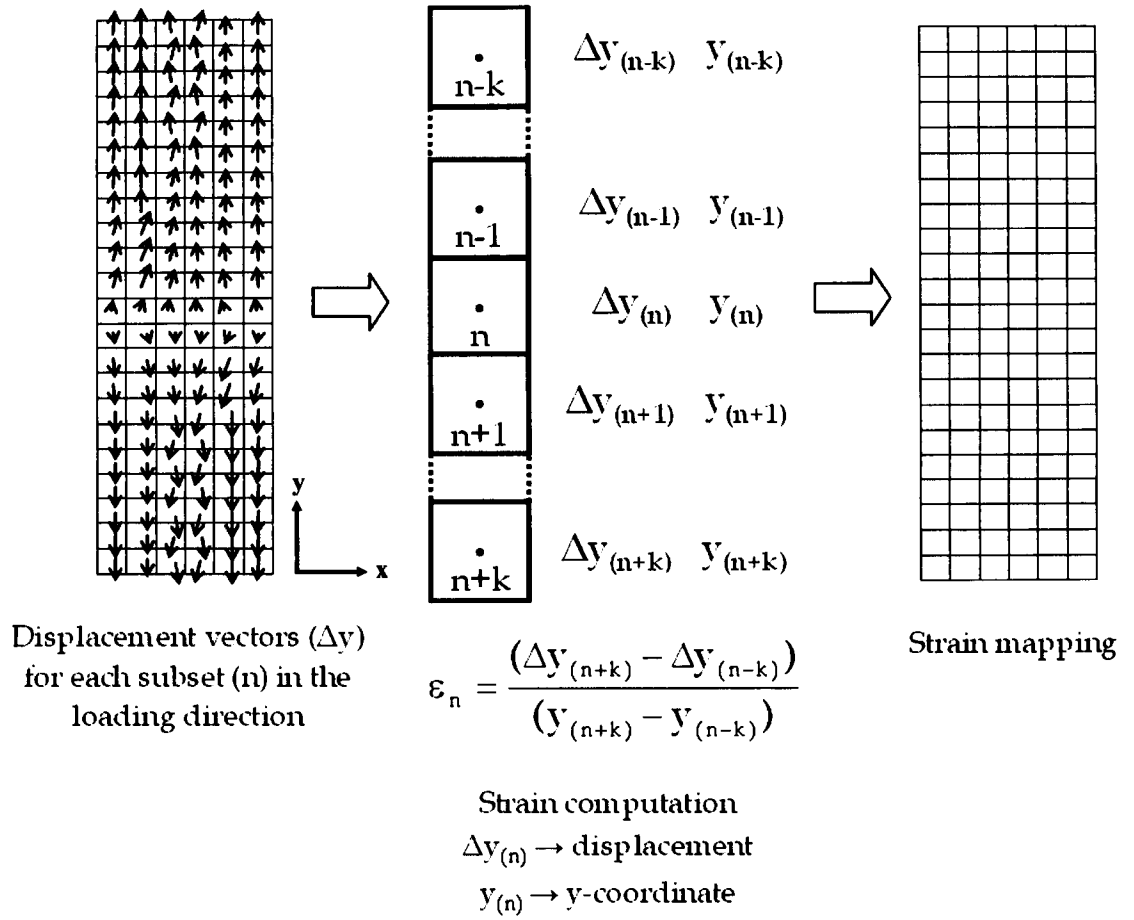 n-k Δy(n-k) y(n-k)
n-1 Δy(n-1) y(n-1)
n Δy(n) y(n)
n+1 Δy(n+1) y(n+1)
n+k Δy(n+k) y(n+k)
y
x
Displacement vectors (Δy)
for each subset (n) in the
loading direction
εn = (Δy(n+k) − Δy(n-k)) / (y(n+k) − y(n-k))
Strain computation
Δy(n) → displacement
y(n) → y-coordinate
Strain mapping